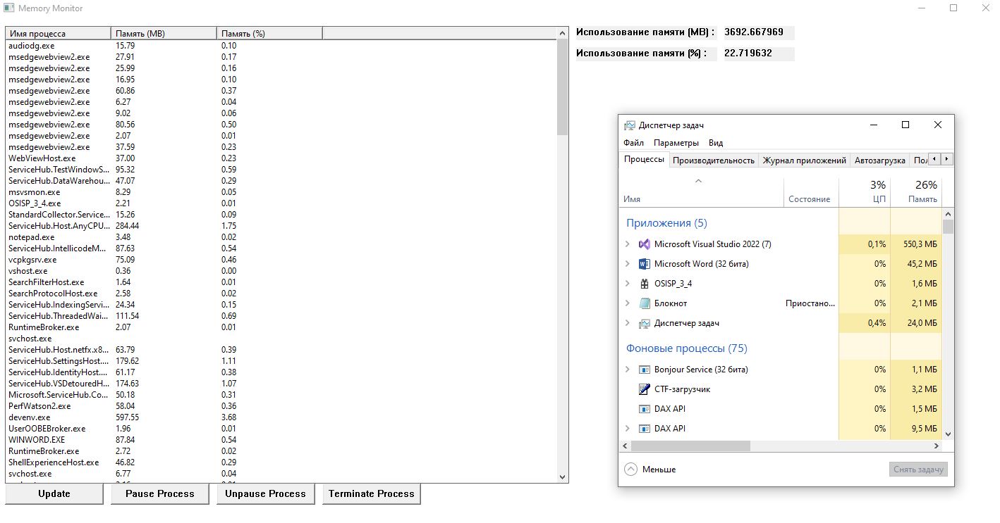 Memory Monitor
Имя процесса Память (MB) Память (%)
audiodg.exe 15.79 0.10
msedgewebview2.exe 27.91 0.17
msedgewebview2.exe 25.99 0.16
msedgewebview2.exe 16.95 0.10
msedgewebview2.exe 60.86 0.37
msedgewebview2.exe 6.27 0.04
msedgewebview2.exe 9.02 0.06
msedgewebview2.exe 80.56 0.50
msedgewebview2.exe 2.07 0.01
msedgewebview2.exe 37.59 0.23
WebViewHost.exe 37.00 0.23
ServiceHub.TestWindowS... 95.32 0.59
ServiceHub.DataWarehou... 47.07 0.29
msvsmon.exe 8.29 0.05
OSISP_3_4.exe 2.21 0.01
StandardCollector.Service... 15.26 0.09
ServiceHub.Host.AnyCPU... 284.44 1.75
notepad.exe 3.48 0.02
ServiceHub.IntellicodeM... 87.63 0.54
vcpkgsrv.exe 75.09 0.46
vshost.exe 0.36 0.00
SearchFilterHost.exe 1.64 0.01
SearchProtocolHost.exe 2.58 0.02
ServiceHub.IndexingServi... 24.34 0.15
ServiceHub.ThreadedWai... 111.54 0.69
RuntimeBroker.exe 2.07 0.01
svchost.exe
ServiceHub.Host.netfx.x8... 63.79 0.39
ServiceHub.SettingsHost.... 179.62 1.11
ServiceHub.IdentityHost.... 61.17 0.38
ServiceHub.VSDetouredH... 174.63 1.07
Microsoft.ServiceHub.Co... 50.18 0.31
PerfWatson2.exe 58.04 0.36
devenv.exe 597.55 3.68
UserOOBEBroker.exe 1.96 0.01
WINWORD.EXE 87.84 0.54
RuntimeBroker.exe 2.72 0.02
ShellExperienceHost.exe 46.82 0.29
svchost.exe 6.77 0.04
Update Pause Process Unpause Process Terminate Process
Использование памяти (MB) : 3692.667969
Использование памяти (%) : 22.719632
Диспетчер задач
Файл Параметры Вид
Процессы Производительность Журнал приложений Автозагрузка Пол
3% 26%
Имя Состояние ЦП Память
Приложения (5)
Microsoft Visual Studio 2022 (7) 0,1% 550,3 МБ
Microsoft Word (32 бита) 0% 45,2 МБ
OSISP_3_4 0% 1,6 МБ
Блокнот Приостано... 0% 2,1 МБ
Диспетчер задач 0,4% 24,0 МБ
Фоновые процессы (75)
Bonjour Service (32 бита) 0% 1,1 МБ
CTF-загрузчик 0% 3,2 МБ
DAX API 0% 1,5 МБ
DAX API 0% 9,5 МБ
Меньше Снять задачу